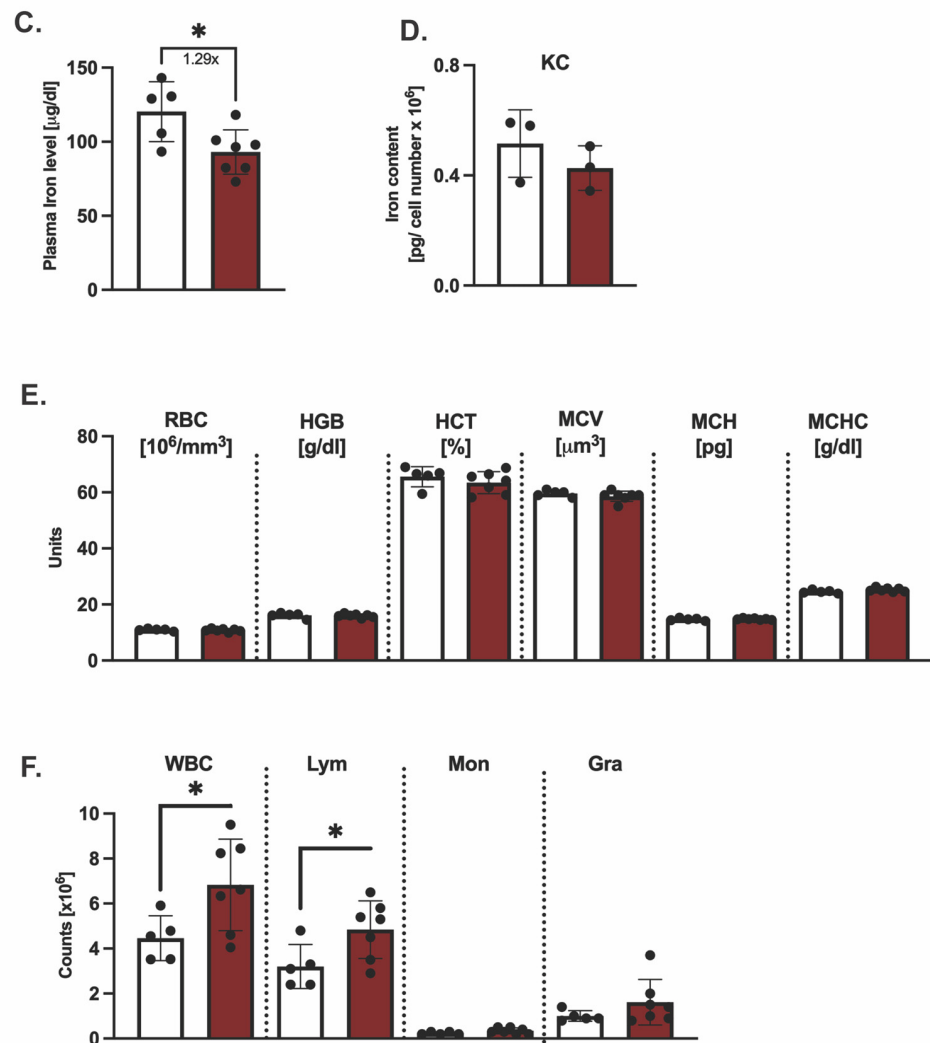 C.
*
1.29x
Plasma Iron level [µg/dl]
150
100
50
0
D.
KC
Iron content
[pg/ cell number x 10⁶]
0.8
0.4
0.0
E.
RBC
[10⁶/mm³]
HGB
[g/dl]
HCT
[%]
MCV
[µm³]
MCH
[pg]
MCHC
[g/dl]
Units
80
60
40
20
0
F.
WBC
Lym
Mon
Gra
*
*
Counts [x10⁶]
10
8
6
4
2
0